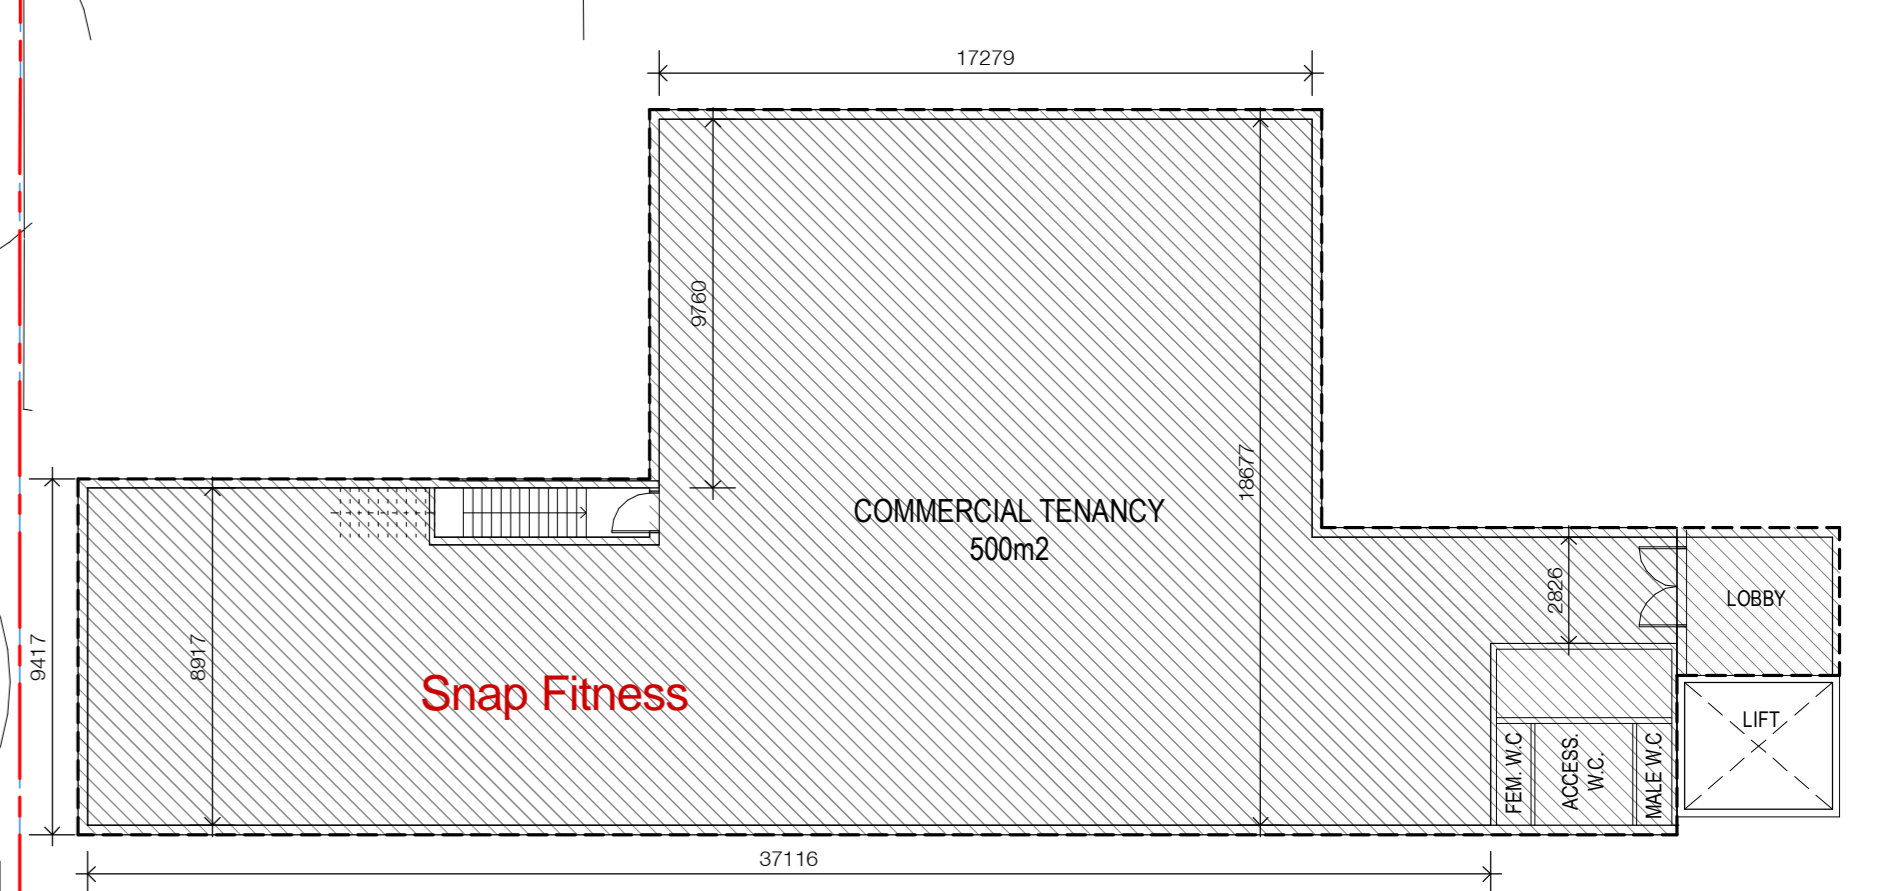 17279
9760
18677
COMMERCIAL TENANCY
500m2
2826
LOBBY
9417
8917
Snap Fitness
LIFT
FEM. W.C
ACCESS.
W.C.
MALE W.C
37116